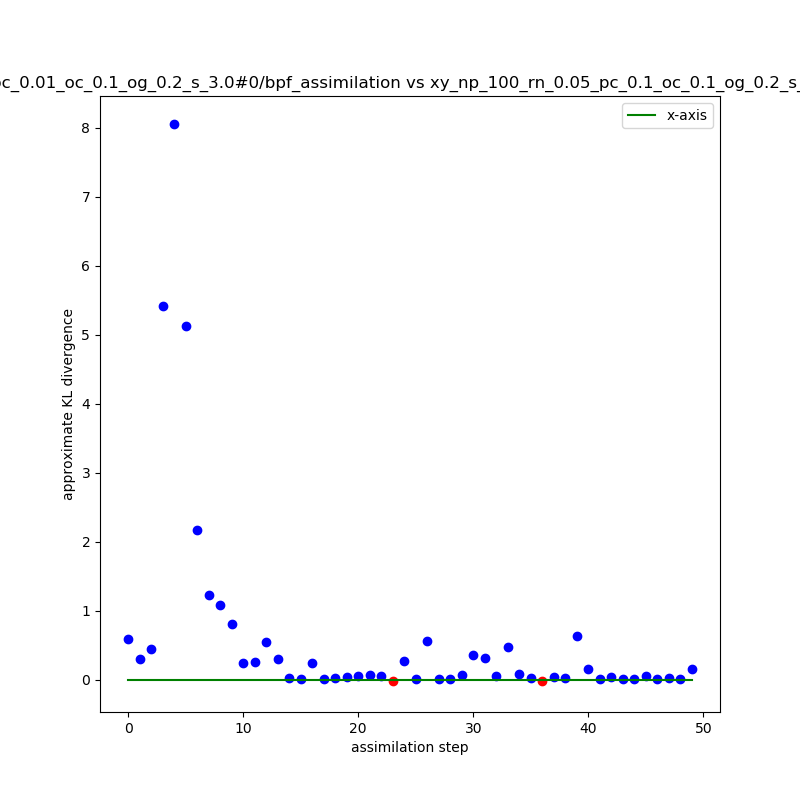 oc_0.01_oc_0.1_og_0.2_s_3.0#0/bpf_assimilation vs xy_np_100_rn_0.05_pc_0.1_oc_0.1_og_0.2_s_
x-axis
approximate KL divergence
8
7
6
5
4
3
2
1
0
0 10 20 30 40 50
assimilation step